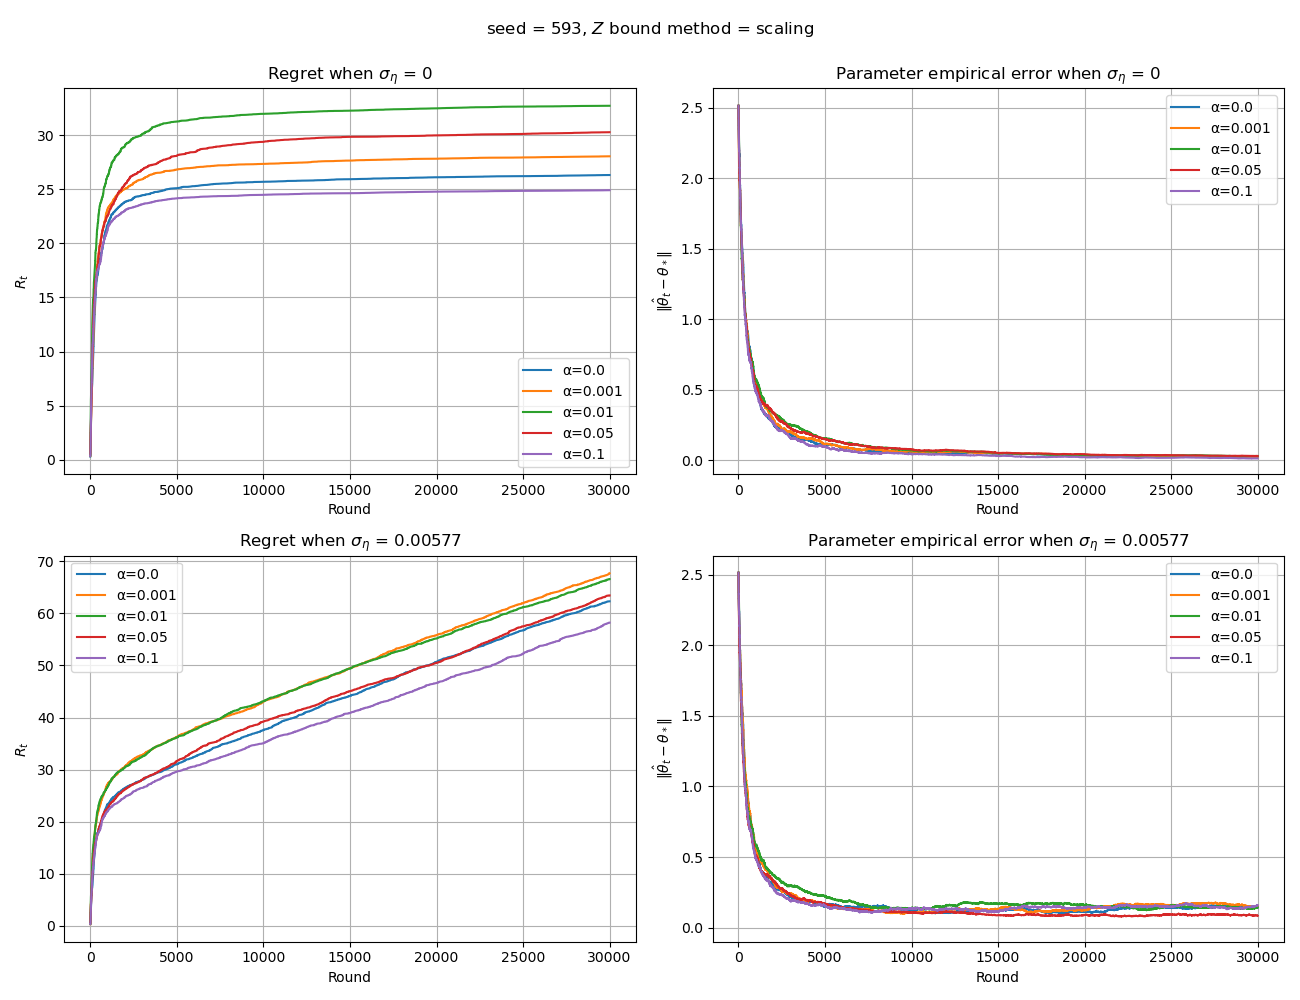 seed = 593, Z bound method = scaling
Regret when σ_η = 0
R_t
30
25
20
15
10
5
0
0 5000 10000 15000 20000 25000 30000
Round
α=0.0
α=0.001
α=0.01
α=0.05
α=0.1
Parameter empirical error when σ_η = 0
‖θ̂_t − θ_*‖
2.5
2.0
1.5
1.0
0.5
0.0
0 5000 10000 15000 20000 25000 30000
Round
α=0.0
α=0.001
α=0.01
α=0.05
α=0.1
Regret when σ_η = 0.00577
R_t
70
60
50
40
30
20
10
0
0 5000 10000 15000 20000 25000 30000
Round
α=0.0
α=0.001
α=0.01
α=0.05
α=0.1
Parameter empirical error when σ_η = 0.00577
‖θ̂_t − θ_*‖
2.5
2.0
1.5
1.0
0.5
0.0
0 5000 10000 15000 20000 25000 30000
Round
α=0.0
α=0.001
α=0.01
α=0.05
α=0.1